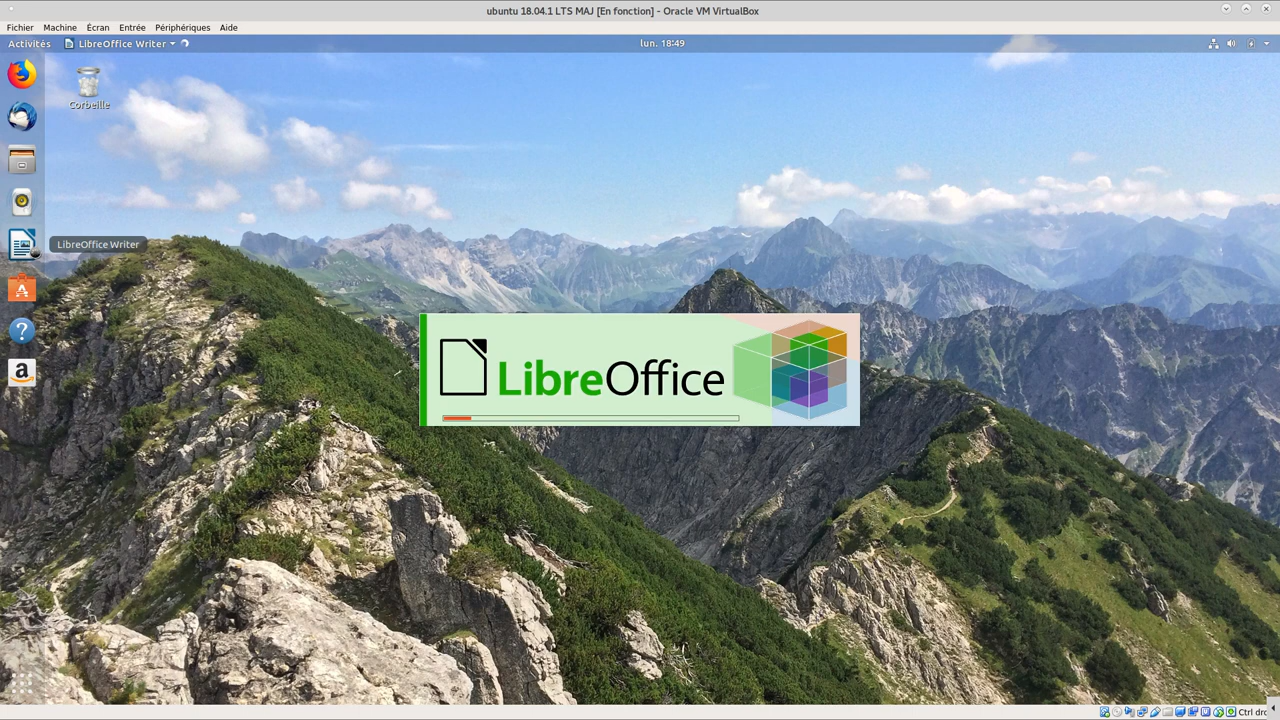 ubuntu 18.04.1 LTS MAJ [En fonction] - Oracle VM VirtualBox
Fichier Machine Écran Entrée Périphériques Aide
Activités LibreOffice Writer lun. 18:49
Corbeille
LibreOffice Writer
LibreOffice
Ctrl dro